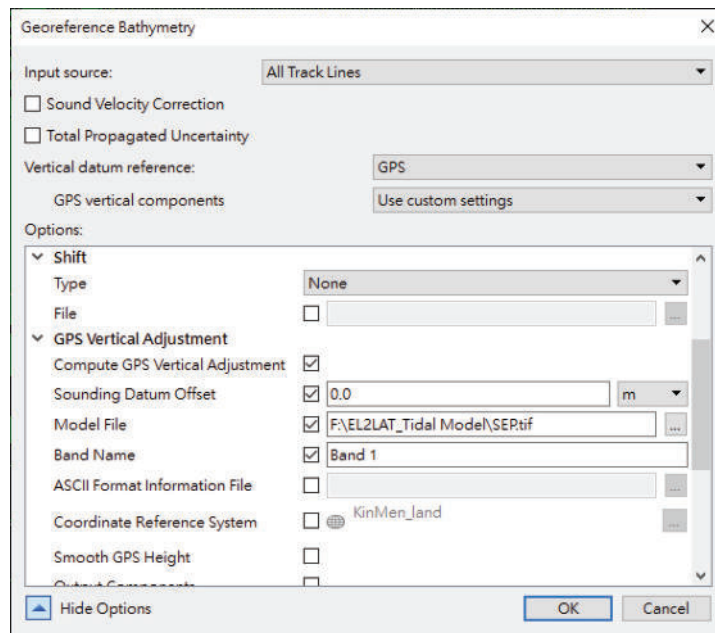 Georeference Bathymetry
Input source: All Track Lines
Sound Velocity Correction
Total Propagated Uncertainty
Vertical datum reference: GPS
GPS vertical components Use custom settings
Options:
Shift
Type None
File ...
GPS Vertical Adjustment
Compute GPS Vertical Adjustment
Sounding Datum Offset 0.0 m
Model File F:\EL2LAT_Tidal Model\SEP.tif ...
Band Name Band 1
ASCII Format Information File ...
Coordinate Reference System KinMen_land ...
Smooth GPS Height
Output Components
Hide Options OK Cancel